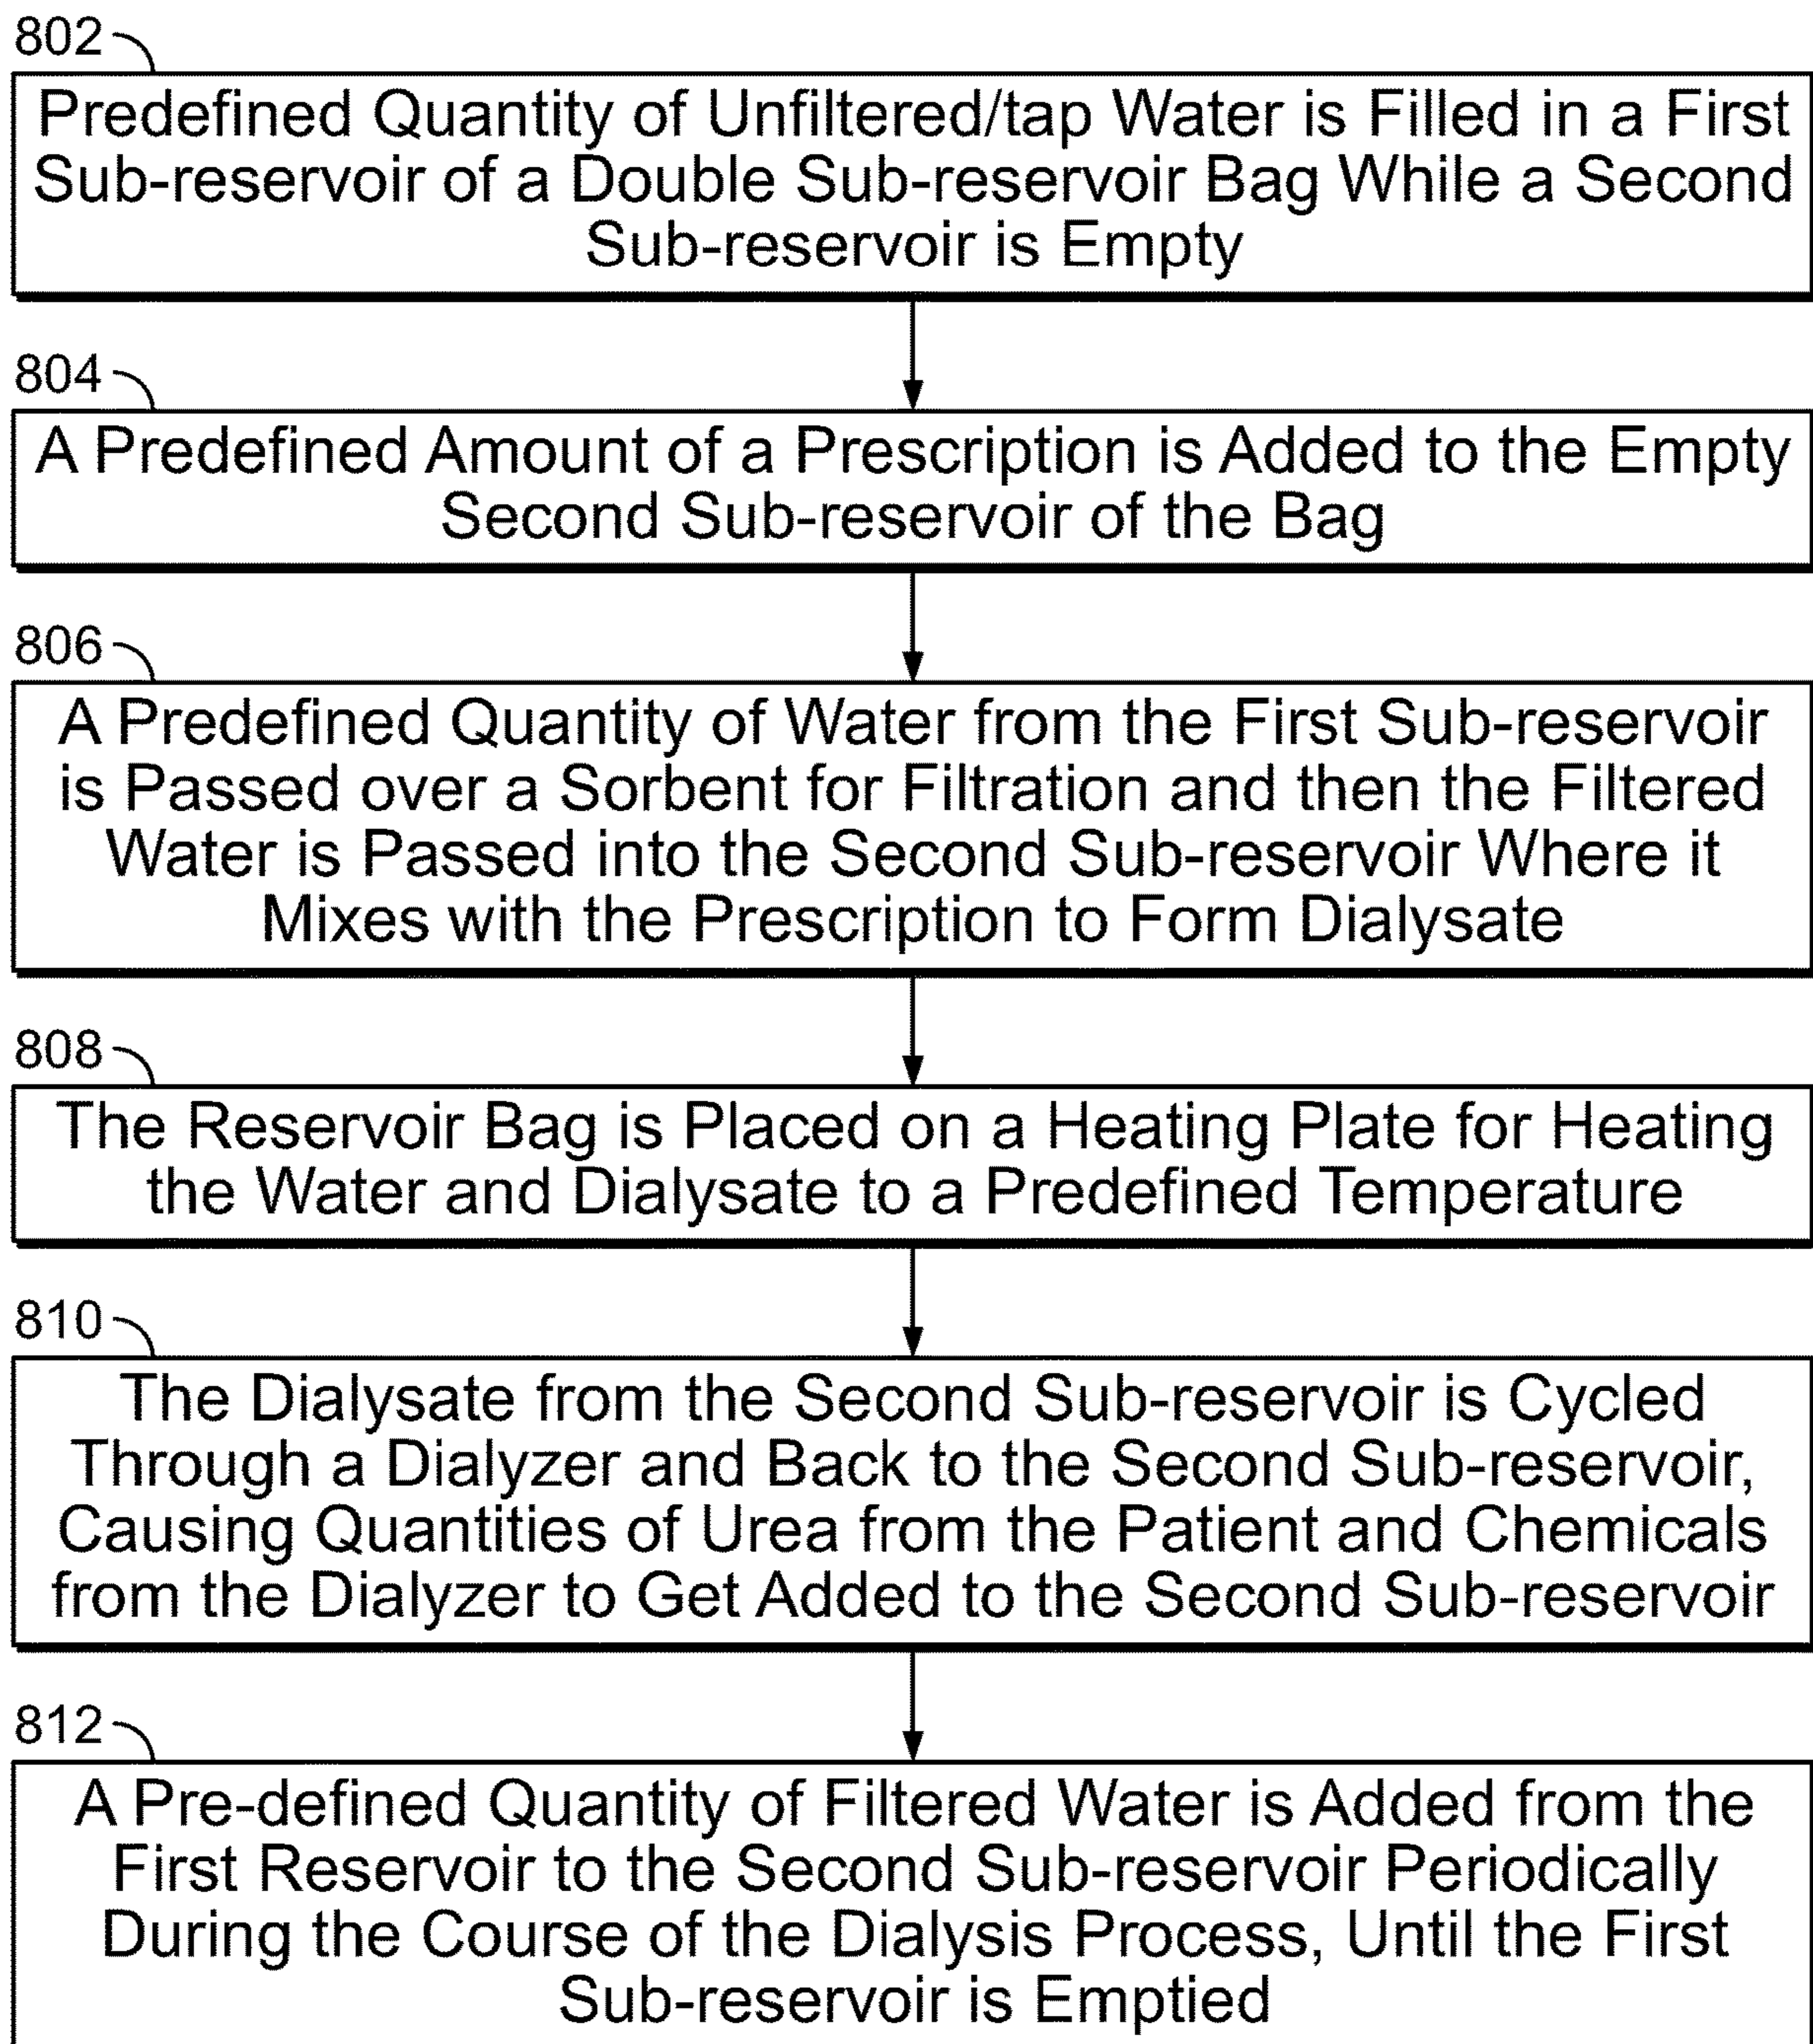 802
Predefined Quantity of Unfiltered/tap Water is Filled in a First
Sub-reservoir of a Double Sub-reservoir Bag While a Second
Sub-reservoir is Empty
804
A Predefined Amount of a Prescription is Added to the Empty
Second Sub-reservoir of the Bag
806
A Predefined Quantity of Water from the First Sub-reservoir
is Passed over a Sorbent for Filtration and then the Filtered
Water is Passed into the Second Sub-reservoir Where it
Mixes with the Prescription to Form Dialysate
808
The Reservoir Bag is Placed on a Heating Plate for Heating
the Water and Dialysate to a Predefined Temperature
810
The Dialysate from the Second Sub-reservoir is Cycled
Through a Dialyzer and Back to the Second Sub-reservoir,
Causing Quantities of Urea from the Patient and Chemicals
from the Dialyzer to Get Added to the Second Sub-reservoir
812
A Pre-defined Quantity of Filtered Water is Added from the
First Reservoir to the Second Sub-reservoir Periodically
During the Course of the Dialysis Process, Until the First
Sub-reservoir is Emptied